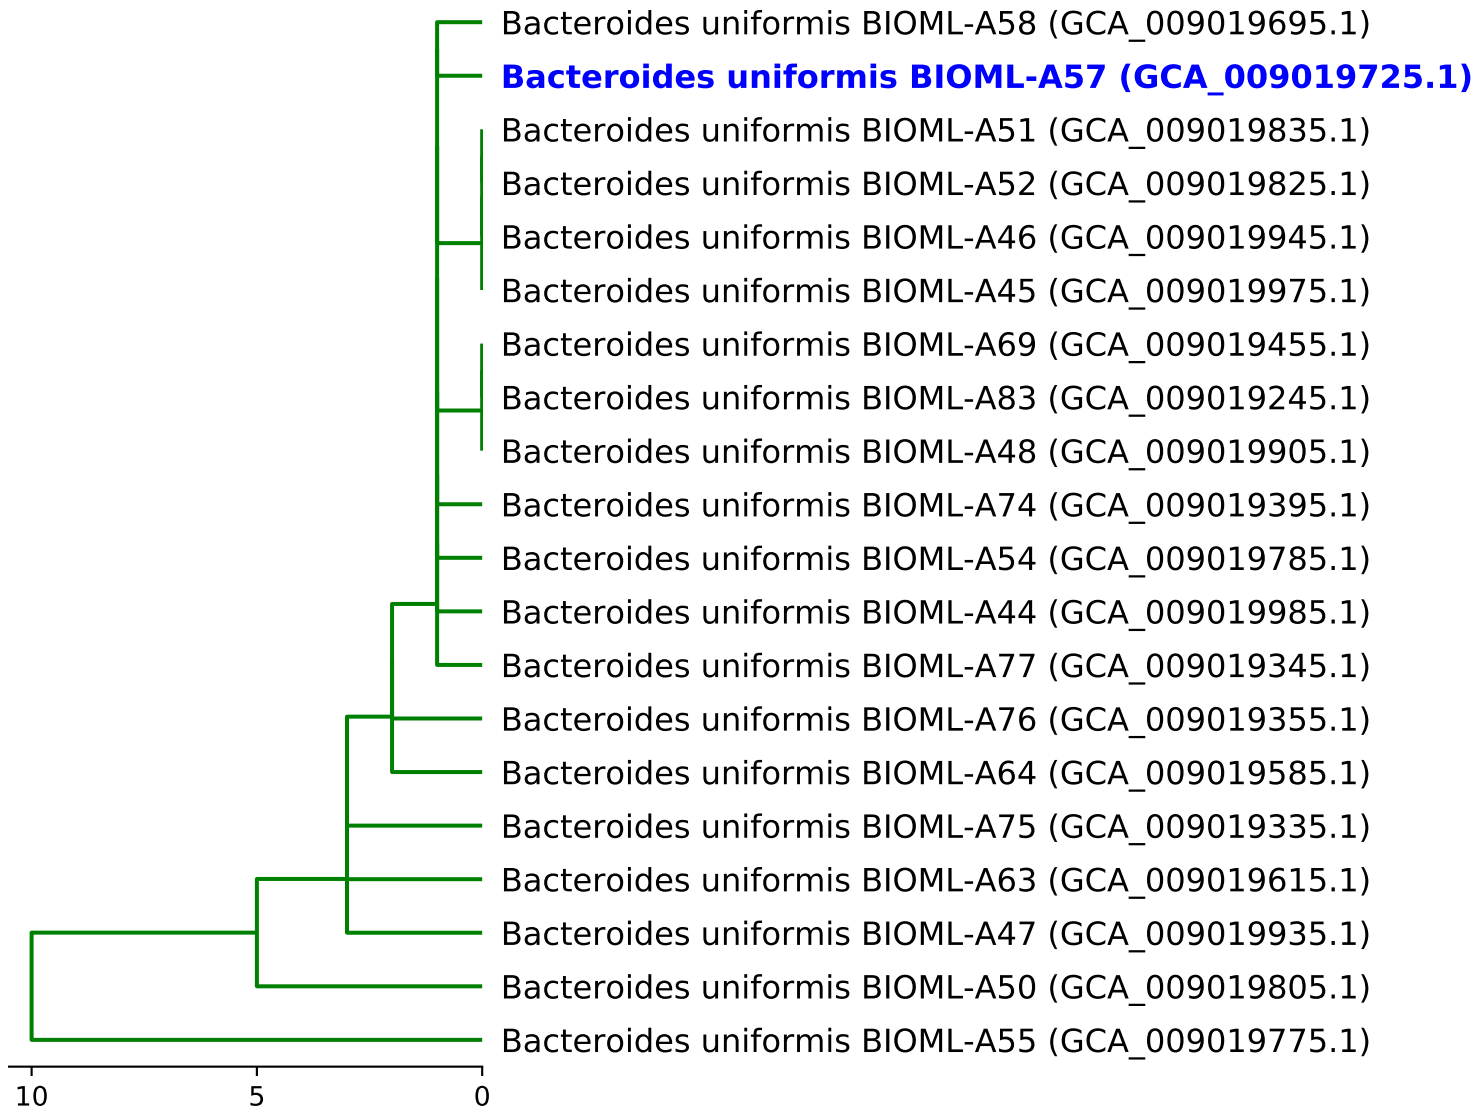 Bacteroides uniformis BIOML-A58 (GCA_009019695.1)
Bacteroides uniformis BIOML-A57 (GCA_009019725.1)
Bacteroides uniformis BIOML-A51 (GCA_009019835.1)
Bacteroides uniformis BIOML-A52 (GCA_009019825.1)
Bacteroides uniformis BIOML-A46 (GCA_009019945.1)
Bacteroides uniformis BIOML-A45 (GCA_009019975.1)
Bacteroides uniformis BIOML-A69 (GCA_009019455.1)
Bacteroides uniformis BIOML-A83 (GCA_009019245.1)
Bacteroides uniformis BIOML-A48 (GCA_009019905.1)
Bacteroides uniformis BIOML-A74 (GCA_009019395.1)
Bacteroides uniformis BIOML-A54 (GCA_009019785.1)
Bacteroides uniformis BIOML-A44 (GCA_009019985.1)
Bacteroides uniformis BIOML-A77 (GCA_009019345.1)
Bacteroides uniformis BIOML-A76 (GCA_009019355.1)
Bacteroides uniformis BIOML-A64 (GCA_009019585.1)
Bacteroides uniformis BIOML-A75 (GCA_009019335.1)
Bacteroides uniformis BIOML-A63 (GCA_009019615.1)
Bacteroides uniformis BIOML-A47 (GCA_009019935.1)
Bacteroides uniformis BIOML-A50 (GCA_009019805.1)
Bacteroides uniformis BIOML-A55 (GCA_009019775.1)
10 5 0